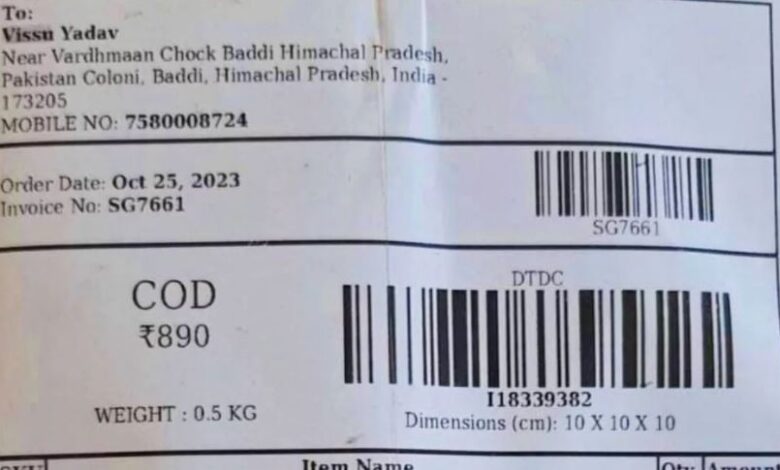 To:
Vissu Yadav
Near Vardhmaan Chock Baddi Himachal Pradesh,
Pakistan Coloni, Baddi, Himachal Pradesh, India -
173205
MOBILE NO: 7580008724
Order Date: Oct 25, 2023
Invoice No: SG7661
SG7661
COD
₹890
WEIGHT : 0.5 KG
DTDC
I18339382
Dimensions (cm): 10 X 10 X 10
Item Name Qty Amount